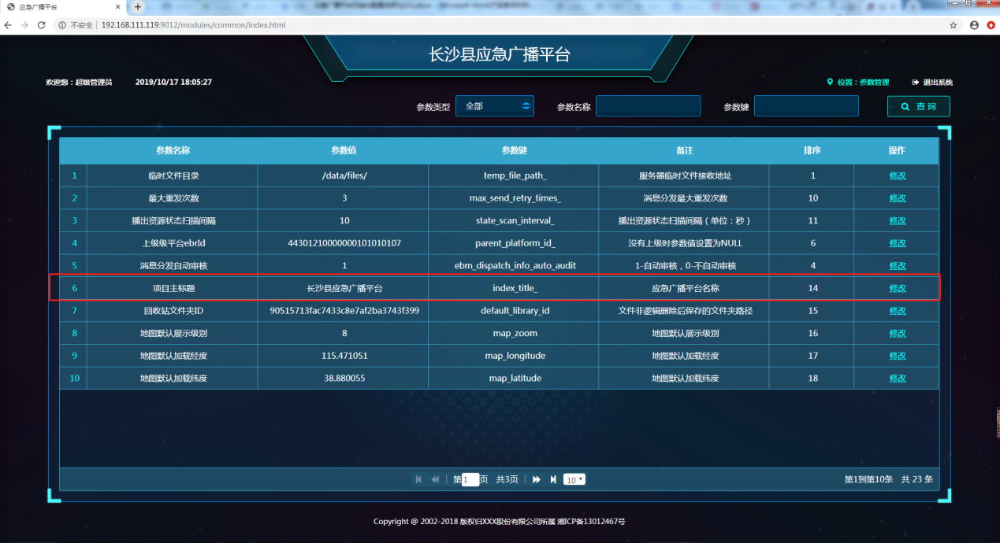 应急广播平台
不安全 192.168.111.119:9012/modules/common/index.html
长沙县应急广播平台
欢迎您：超级管理员 2019/10/17 18:05:27 位置：参数管理 退出系统
参数类型 全部 参数名称 参数键 查 询
参数名称 参数值 参数键 备注 排序 操作
1 临时文件目录 /data/files/ temp_file_path_ 服务器临时文件接收地址 1 修改
2 最大重发次数 3 max_send_retry_times_ 消息分发最大重发次数 10 修改
3 播出资源状态扫描间隔 10 state_scan_interval_ 播出资源状态扫描间隔（单位：秒） 11 修改
4 上级级平台ebrId 44301210000000101010107 parent_platform_id_ 没有上级时参数值设置为NULL 6 修改
5 消息分发自动审核 1 ebm_dispatch_info_auto_audit 1-自动审核，0-不自动审核 4 修改
6 项目主标题 长沙县应急广播平台 index_title_ 应急广播平台名称 14 修改
7 回收站文件夹ID 90515713fac7433c8e7af2ba3743f399 default_library_id 文件非逻辑删除后保存的文件夹路径 15 修改
8 地图默认展示级别 8 map_zoom 地图默认展示级别 16 修改
9 地图默认加载经度 115.471051 map_longitude 地图默认加载经度 17 修改
10 地图默认加载纬度 38.880055 map_latitude 地图默认加载纬度 18 修改
第1页 共3页 10 第1到第10条 共 23 条
Copyright @ 2002-2018 版权归XXX股份有限公司所属 湘ICP备13012467号